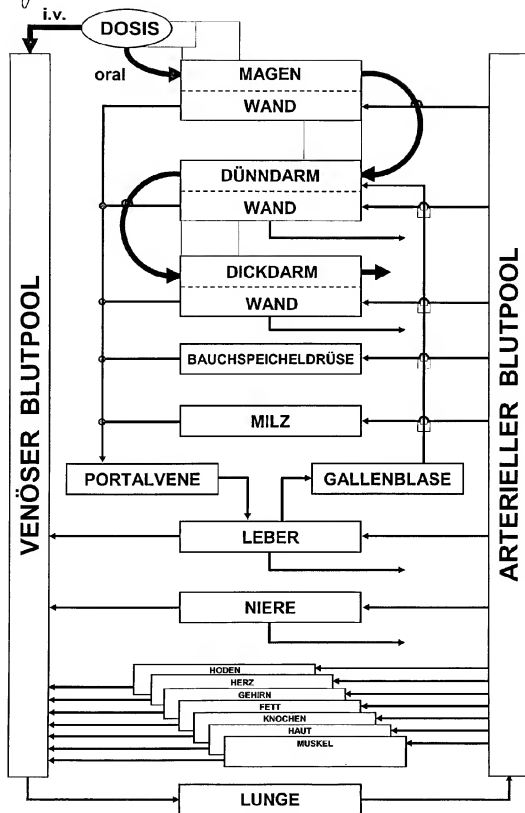 i.v.
DOSIS
oral
MAGEN
WAND
DÜNNDARM
WAND
DICKDARM
WAND
BAUCHSPEICHELDRÜSE
MILZ
PORTALVENE
GALLENBLASE
LEBER
NIERE
HODEN
HERZ
GEHIRN
FETT
KNOCHEN
HAUT
MUSKEL
LUNGE
VENÖSER BLUTPOOL
ARTERIELLER BLUTPOOL